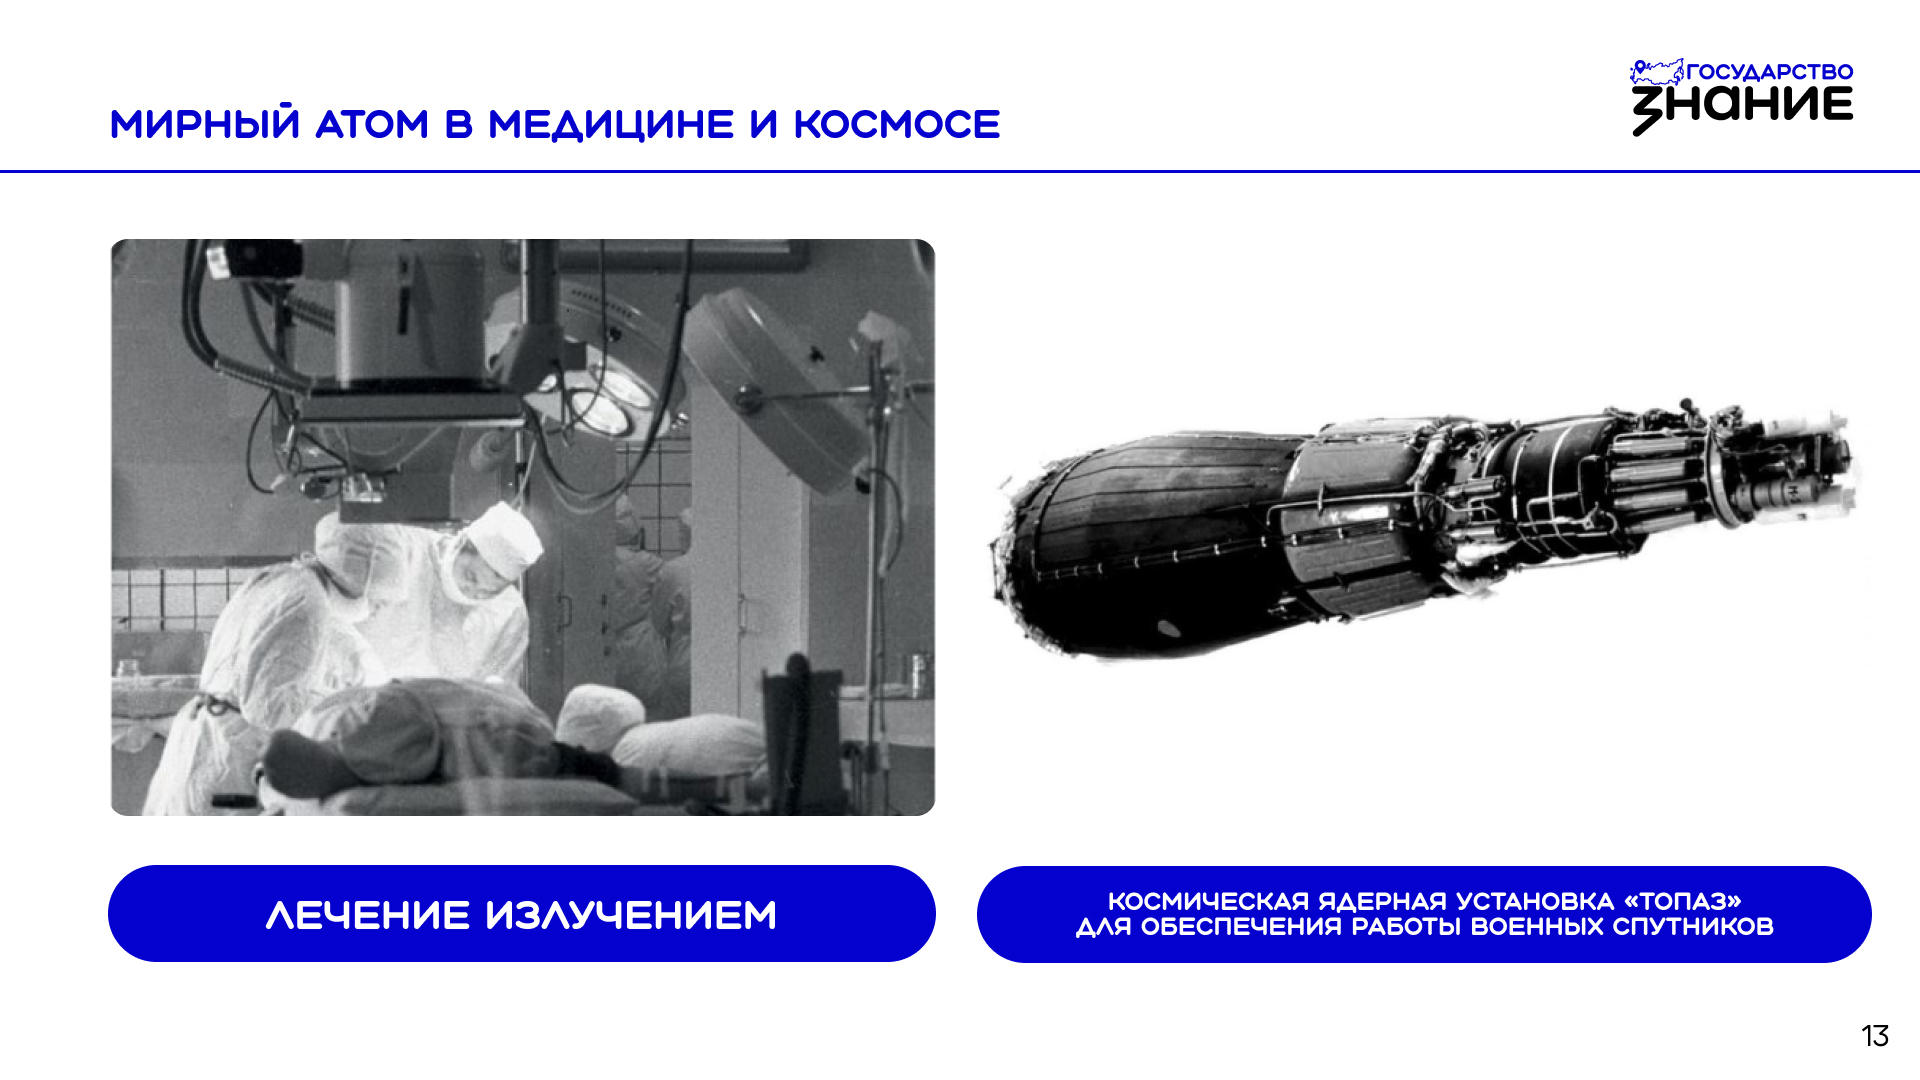 МИРНЫЙ АТОМ В МЕДИЦИНЕ И КОСМОСЕ
ГОСУДАРСТВО
ЗНАНИЕ
ЛЕЧЕНИЕ ИЗЛУЧЕНИЕМ
КОСМИЧЕСКАЯ ЯДЕРНАЯ УСТАНОВКА «ТОПАЗ»
ДЛЯ ОБЕСПЕЧЕНИЯ РАБОТЫ ВОЕННЫХ СПУТНИКОВ
13